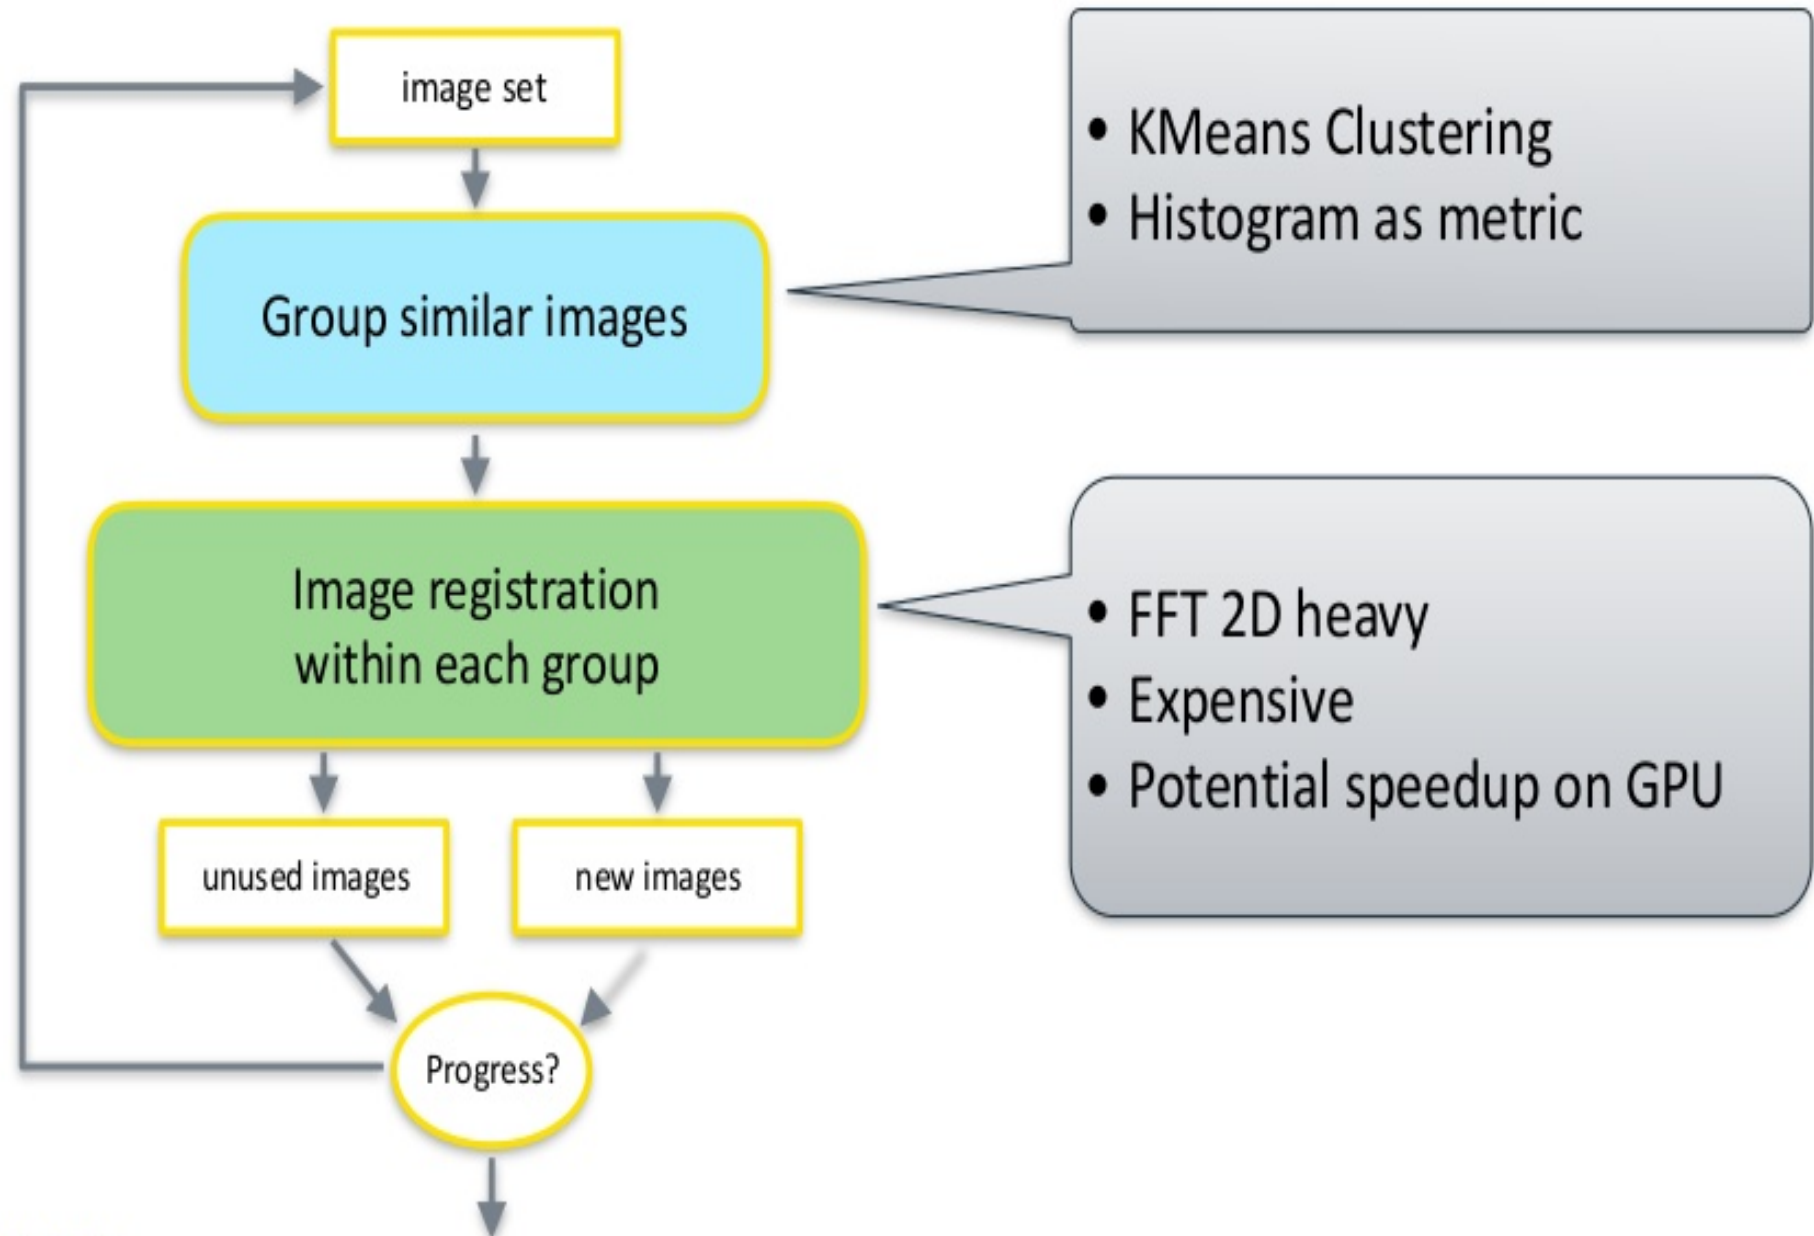 image set
• KMeans Clustering
• Histogram as metric
Group similar images
Image registration
within each group
• FFT 2D heavy
• Expensive
• Potential speedup on GPU
unused images
new images
Progress?